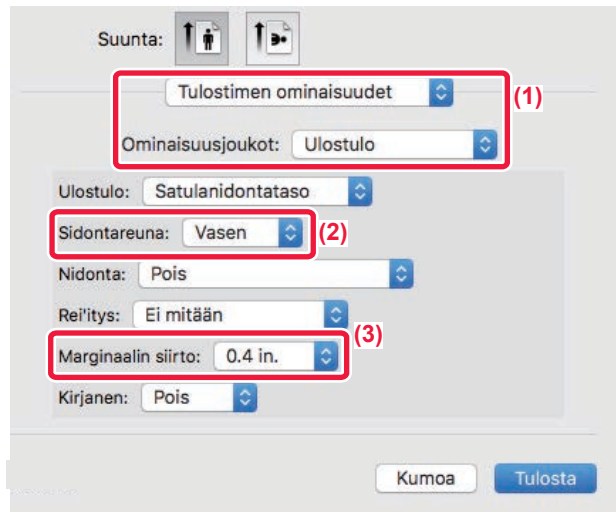 Suunta:
Tulostimen ominaisuudet
(1)
Ominaisuusjoukot: Ulostulo
Ulostulo: Satulanidontataso
Sidontareuna: Vasen (2)
Nidonta: Pois
Rei'itys: Ei mitään
(3)
Marginaalin siirto: 0.4 in.
Kirjanen: Pois
Kumoa Tulosta